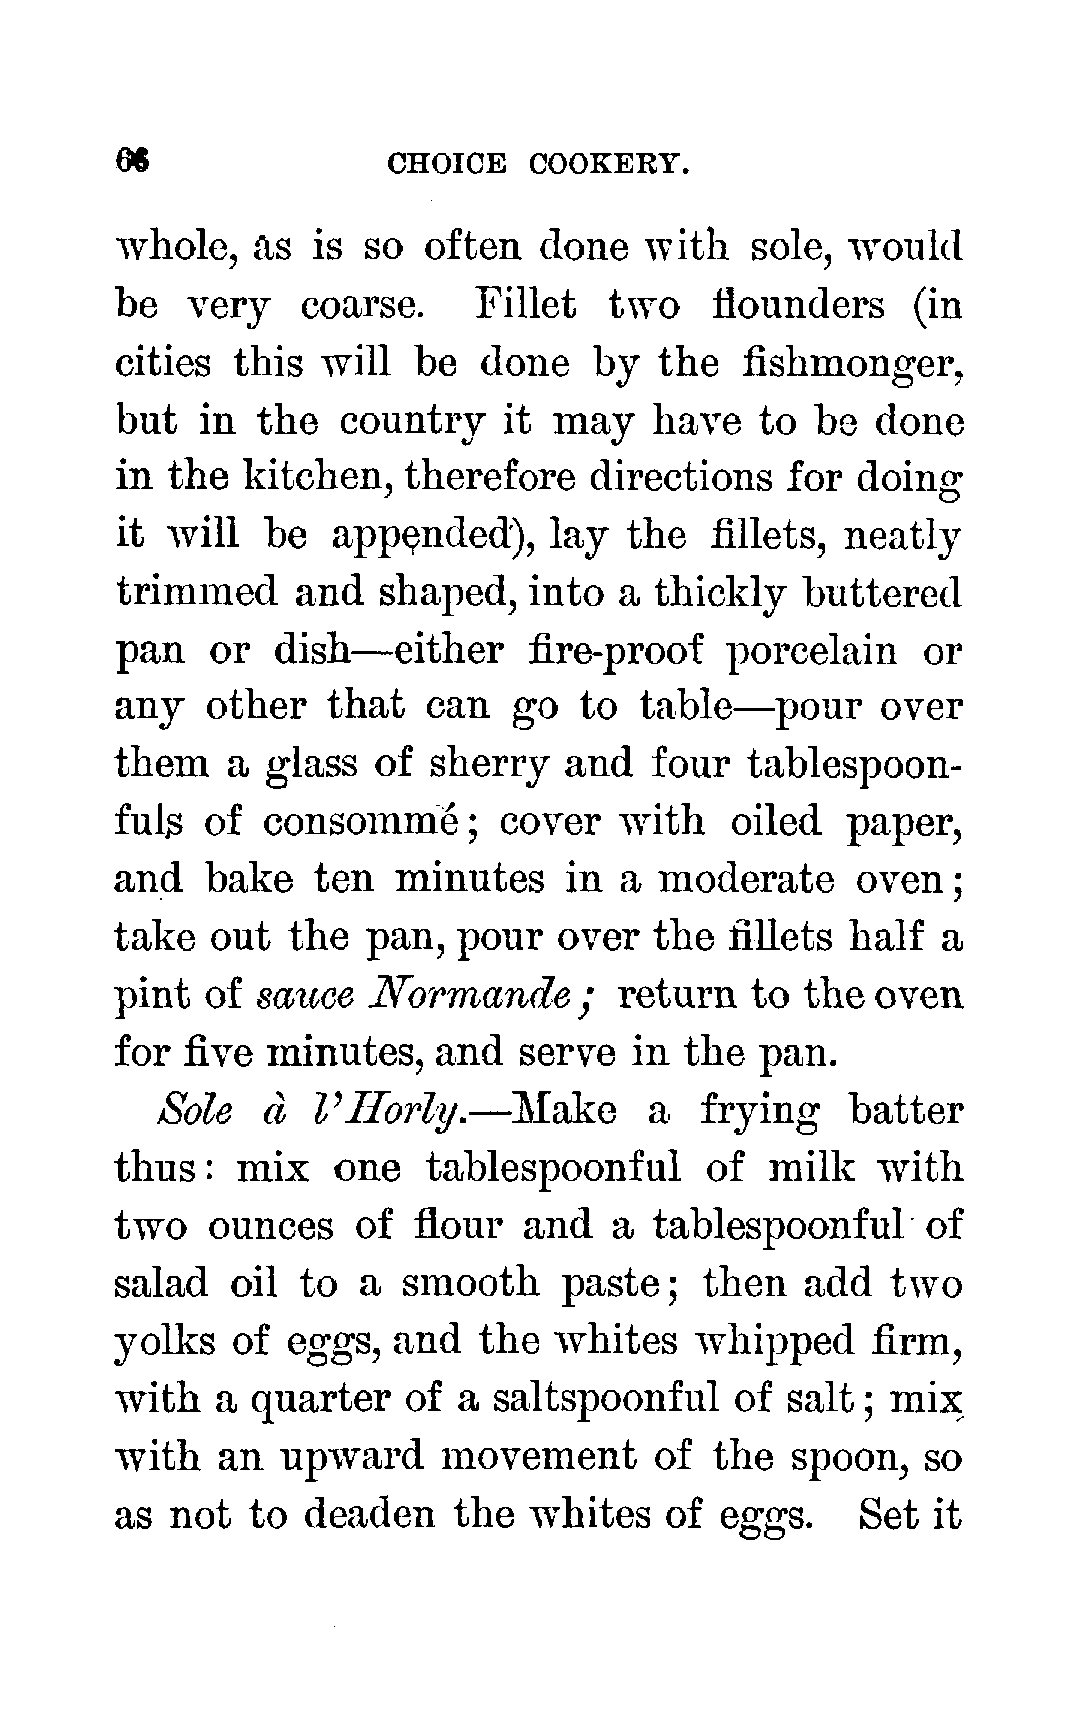 66 CHOICE COOKERY.
whole, as is so often done with sole, would
be very coarse. Fillet two flounders (in
cities this will be done by the fishmonger,
but in the country it may have to be done
in the kitchen, therefore directions for doing
it will be appended), lay the fillets, neatly
trimmed and shaped, into a thickly buttered
pan or dish—either fire-proof porcelain or
any other that can go to table—pour over
them a glass of sherry and four tablespoon-
fuls of consommé; cover with oiled paper,
and bake ten minutes in a moderate oven;
take out the pan, pour over the fillets half a
pint of sauce Normande; return to the oven
for five minutes, and serve in the pan.
Sole à l'Horly.—Make a frying batter
thus: mix one tablespoonful of milk with
two ounces of flour and a tablespoonful of
salad oil to a smooth paste; then add two
yolks of eggs, and the whites whipped firm,
with a quarter of a saltspoonful of salt; mix
with an upward movement of the spoon, so
as not to deaden the whites of eggs. Set it